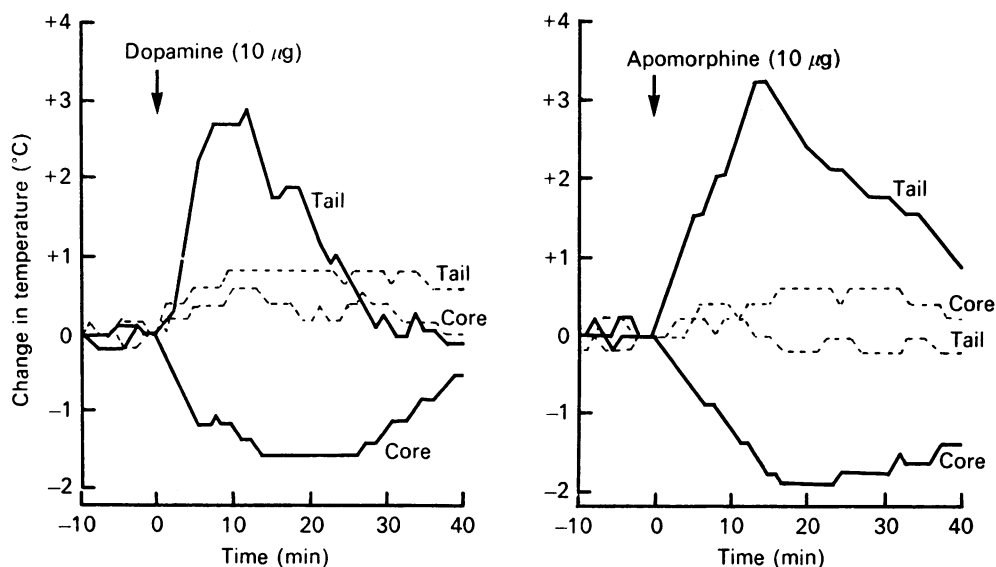 +4
Dopamine (10 μg)
+3
+2
+1
0
−1
−2
Change in temperature (°C)
Tail
Tail
Core
Core
−10
0
10
20
30
40
Time (min)
+4
Apomorphine (10 μg)
+3
+2
+1
0
−1
−2
Tail
Core
Tail
Core
−10
0
10
20
30
40
Time (min)